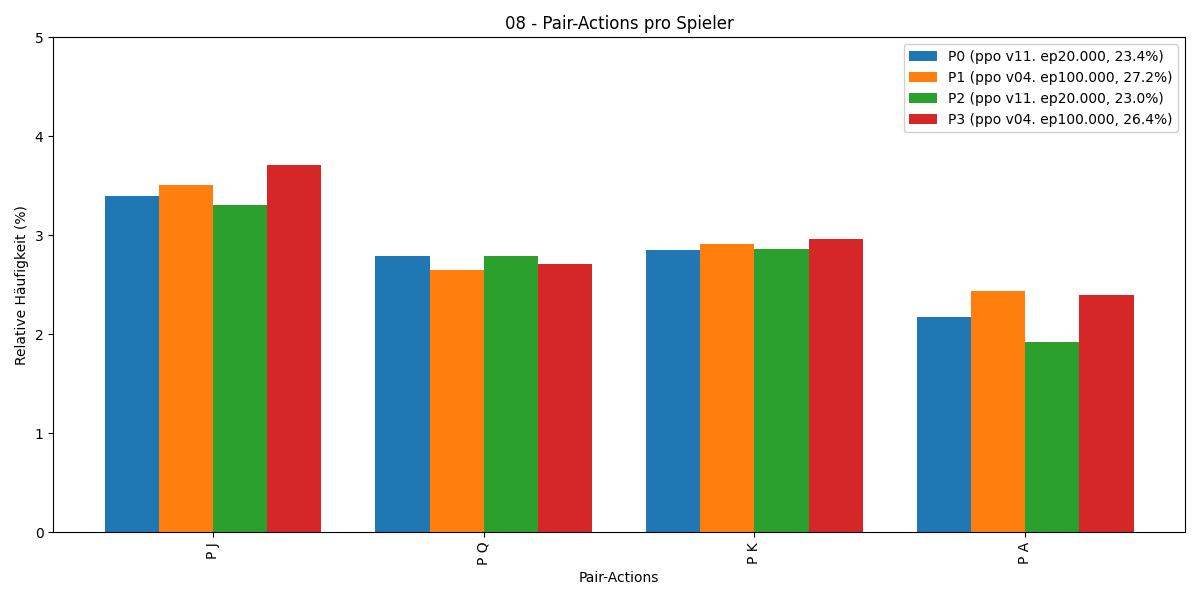 08 - Pair-Actions pro Spieler
P0 (ppo v11. ep20.000, 23.4%)
P1 (ppo v04. ep100.000, 27.2%)
P2 (ppo v11. ep20.000, 23.0%)
P3 (ppo v04. ep100.000, 26.4%)
Relative Häufigkeit (%)
5
4
3
2
1
0
P J
P Q
P K
P A
Pair-Actions